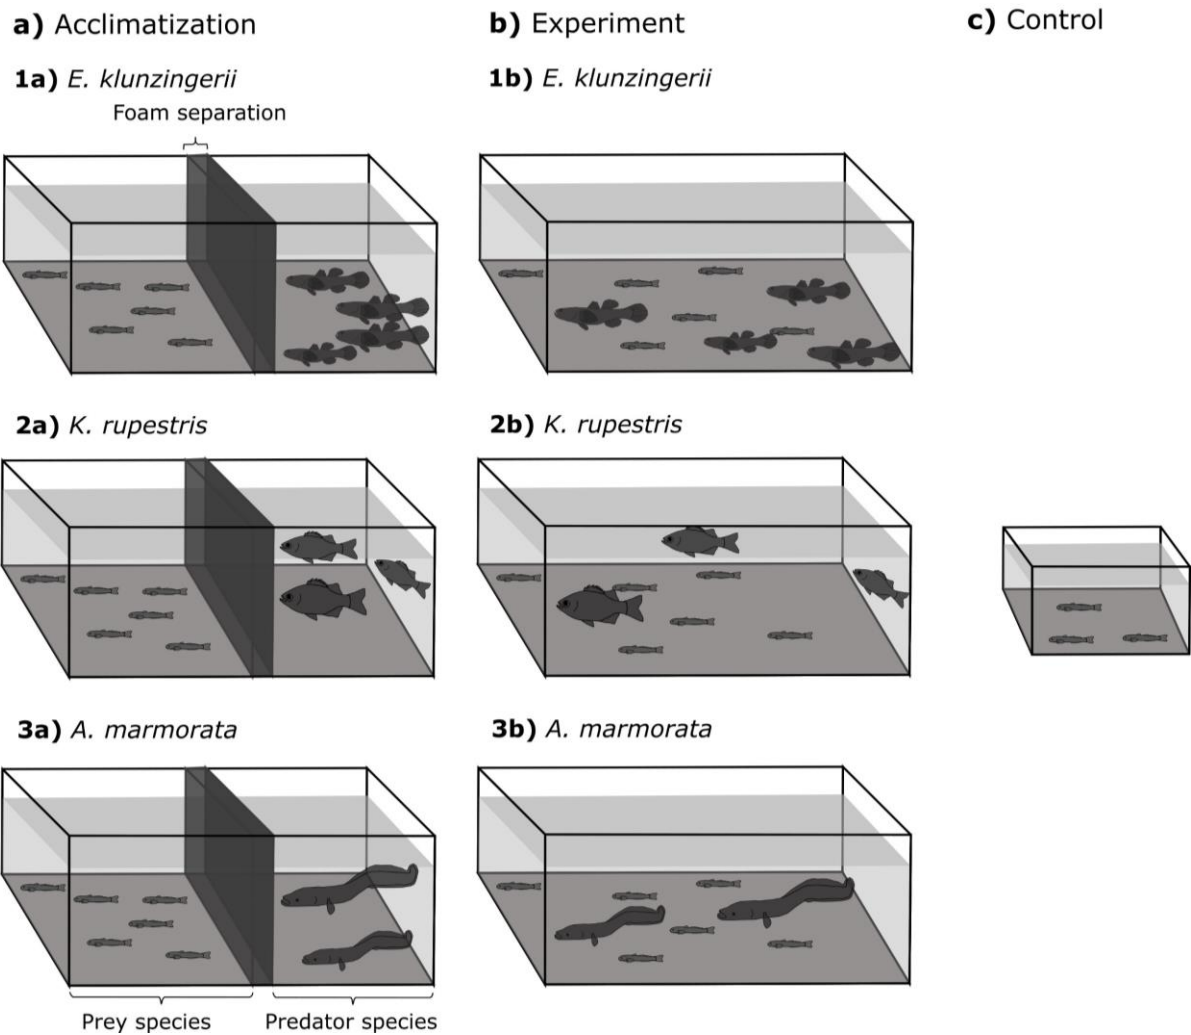 a) Acclimatization
b) Experiment
c) Control
1a) E. klunzingerii
1b) E. klunzingerii
Foam separation
2a) K. rupestris
2b) K. rupestris
3a) A. marmorata
3b) A. marmorata
Prey species
Predator species